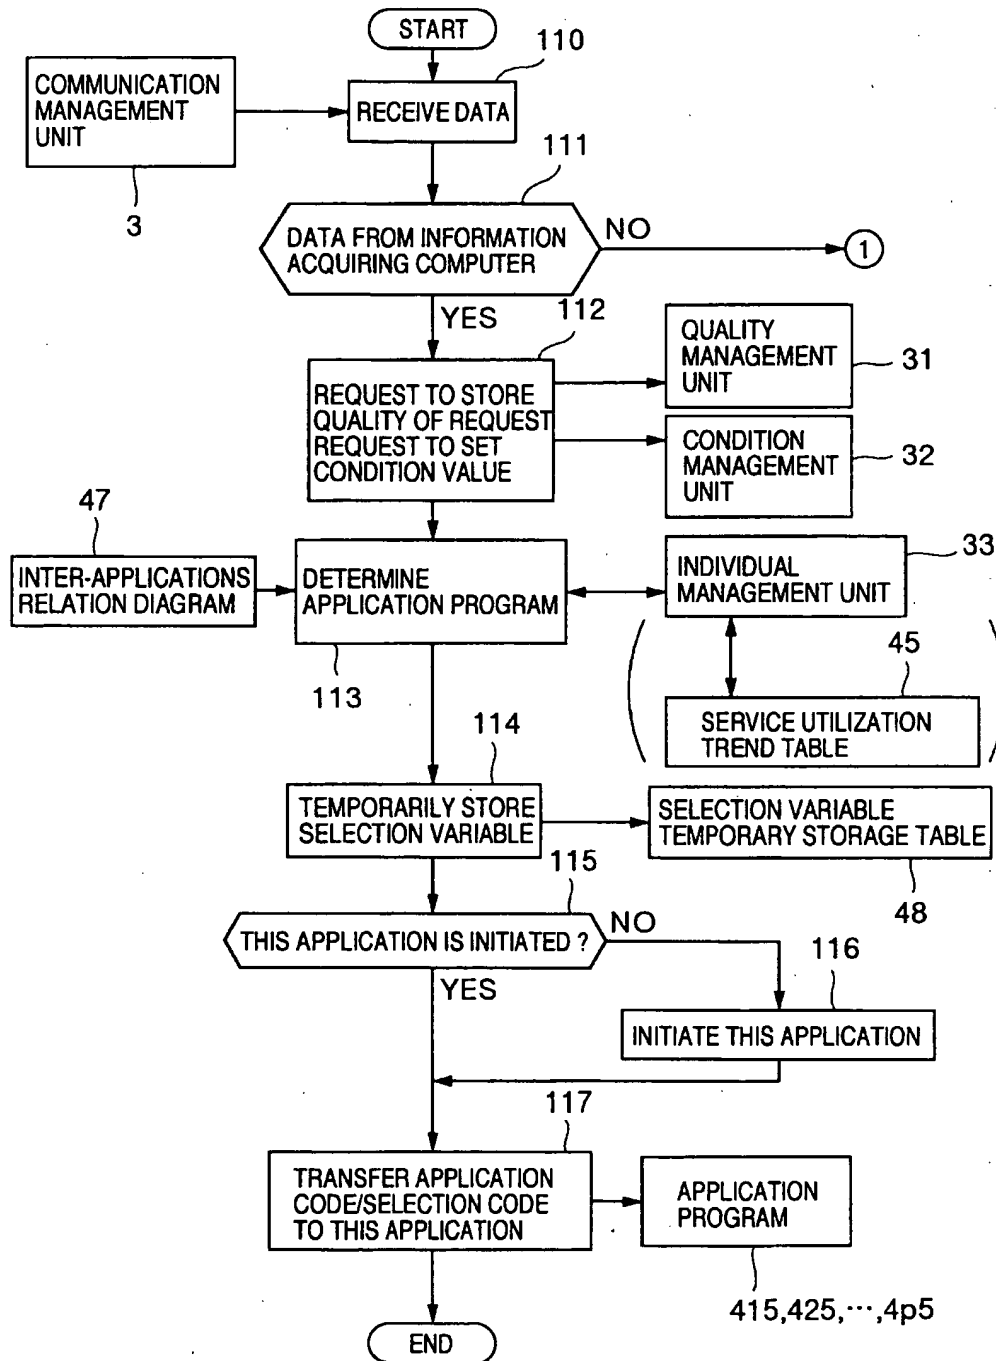 START
110
COMMUNICATION
MANAGEMENT
UNIT
RECEIVE DATA
3
111
DATA FROM INFORMATION
ACQUIRING COMPUTER
NO
1
YES
112
REQUEST TO STORE
QUALITY OF REQUEST
REQUEST TO SET
CONDITION VALUE
QUALITY
MANAGEMENT
UNIT
31
CONDITION
MANAGEMENT
UNIT
32
47
INTER-APPLICATIONS
RELATION DIAGRAM
DETERMINE
APPLICATION PROGRAM
113
33
INDIVIDUAL
MANAGEMENT UNIT
45
SERVICE UTILIZATION
TREND TABLE
114
TEMPORARILY STORE
SELECTION VARIABLE
SELECTION VARIABLE
TEMPORARY STORAGE TABLE
48
115
THIS APPLICATION IS INITIATED ?
NO
YES
116
INITIATE THIS APPLICATION
117
TRANSFER APPLICATION
CODE/SELECTION CODE
TO THIS APPLICATION
APPLICATION
PROGRAM
415,425,···,4p5
END